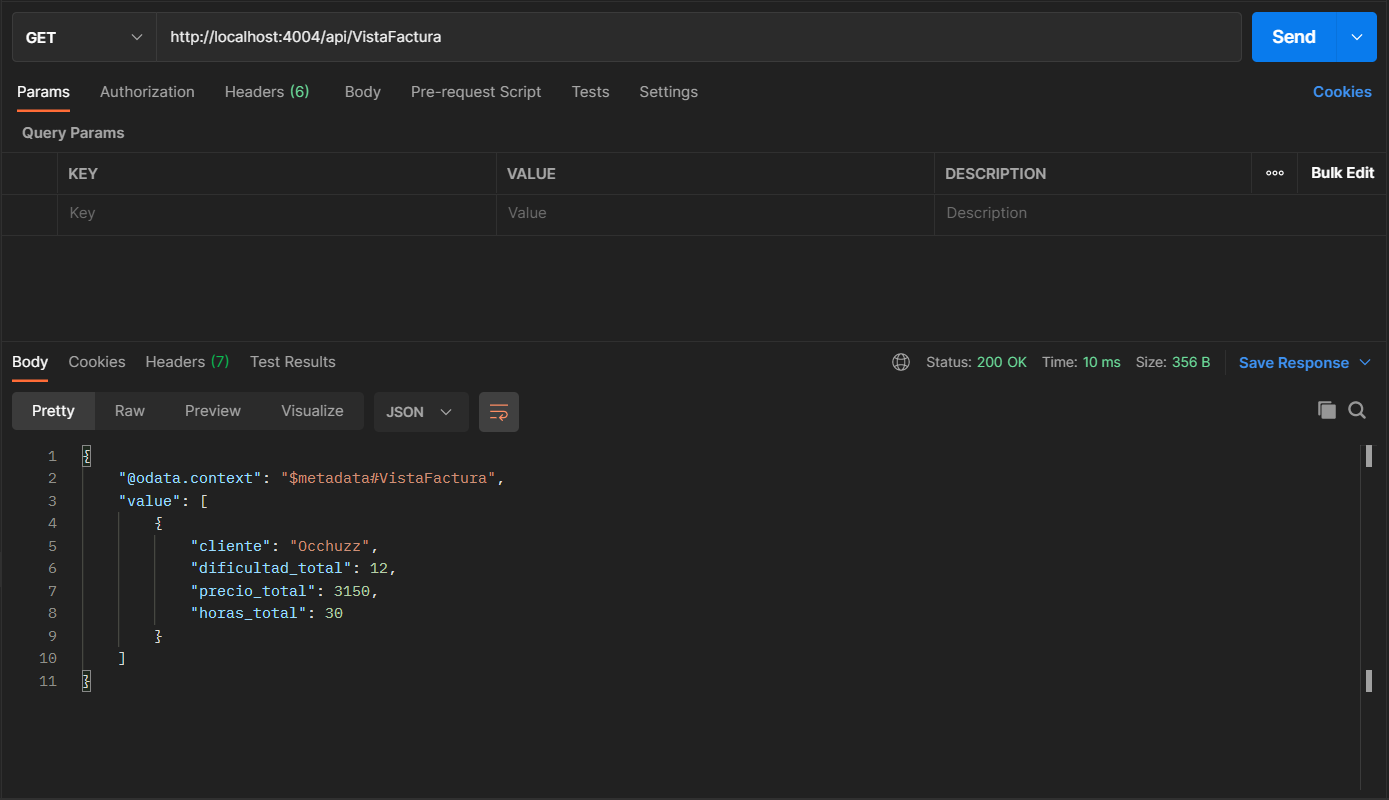 GET http://localhost:4004/api/VistaFactura Send
Params Authorization Headers (6) Body Pre-request Script Tests Settings Cookies
Query Params
KEY VALUE DESCRIPTION Bulk Edit
Key Value Description
Body Cookies Headers (7) Test Results Status: 200 OK Time: 10 ms Size: 356 B Save Response
Pretty Raw Preview Visualize JSON
1 {
2 "@odata.context": "$metadata#VistaFactura",
3 "value": [
4 {
5 "cliente": "Occhuzz",
6 "dificultad_total": 12,
7 "precio_total": 3150,
8 "horas_total": 30
9 }
10 ]
11 }